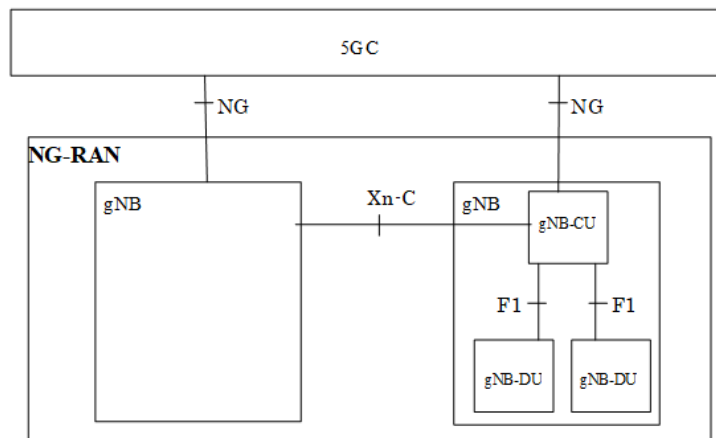 5GC
NG
NG
NG-RAN
gNB
Xn-C
gNB
gNB-CU
F1
F1
gNB-DU
gNB-DU